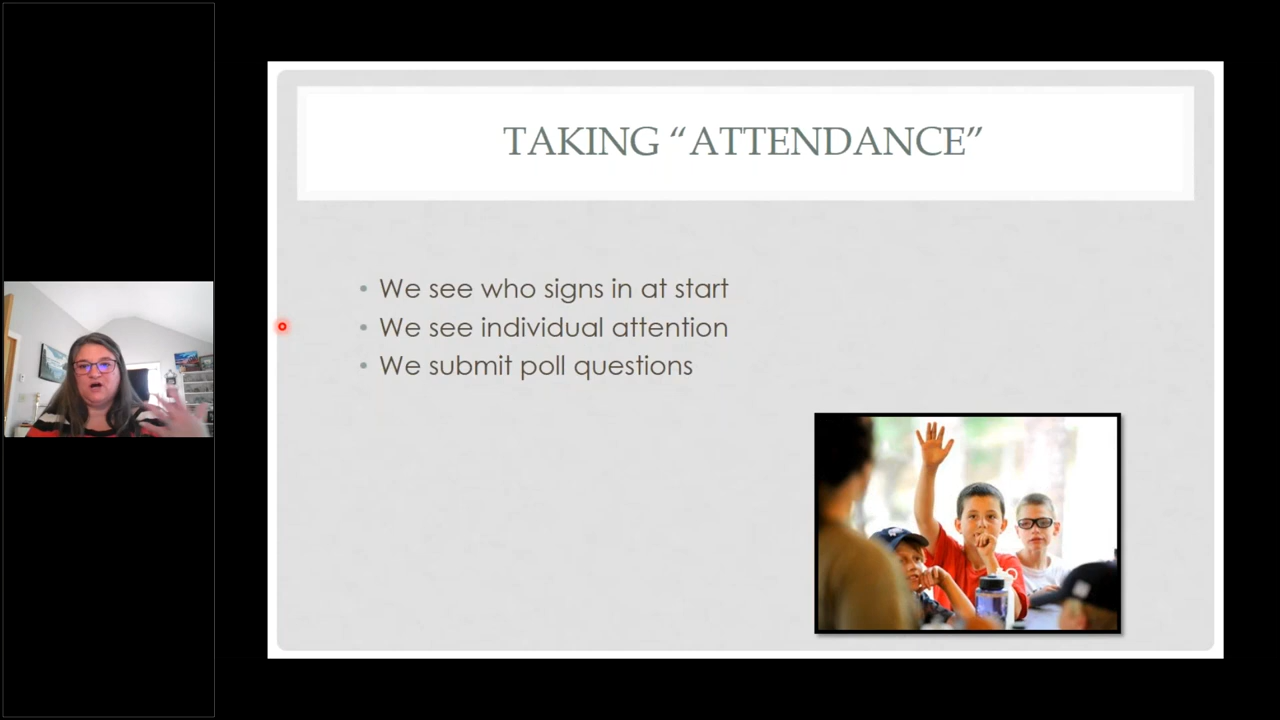 TAKING “ATTENDANCE”
• We see who signs in at start
• We see individual attention
• We submit poll questions